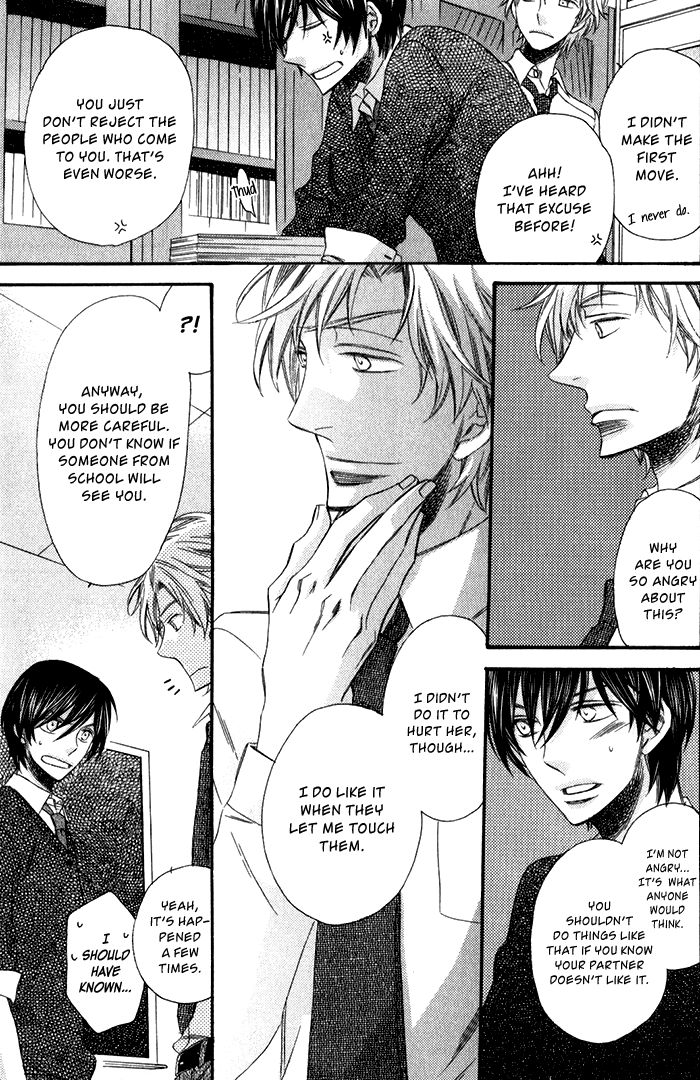 I DIDN'T
MAKE THE
FIRST
MOVE.
I never do.
AHH!
I'VE HEARD
THAT EXCUSE
BEFORE!
YOU JUST
DON'T REJECT THE
PEOPLE WHO COME
TO YOU. THAT'S
EVEN WORSE.
Thud
WHY
ARE YOU
SO ANGRY
ABOUT
THIS?
I'M NOT
ANGRY...
IT'S WHAT
ANYONE
WOULD
THINK.
YOU
SHOULDN'T
DO THINGS LIKE
THAT IF YOU KNOW
YOUR PARTNER
DOESN'T LIKE IT.
I DIDN'T
DO IT TO
HURT HER,
THOUGH...
I DO LIKE IT
WHEN THEY
LET ME TOUCH
THEM.
?!
ANYWAY,
YOU SHOULD BE
MORE CAREFUL.
YOU DON'T KNOW IF
SOMEONE FROM
SCHOOL WILL
SEE YOU.
YEAH,
IT'S HAP-
PENED
A FEW
TIMES.
I
SHOULD
HAVE
KNOWN...